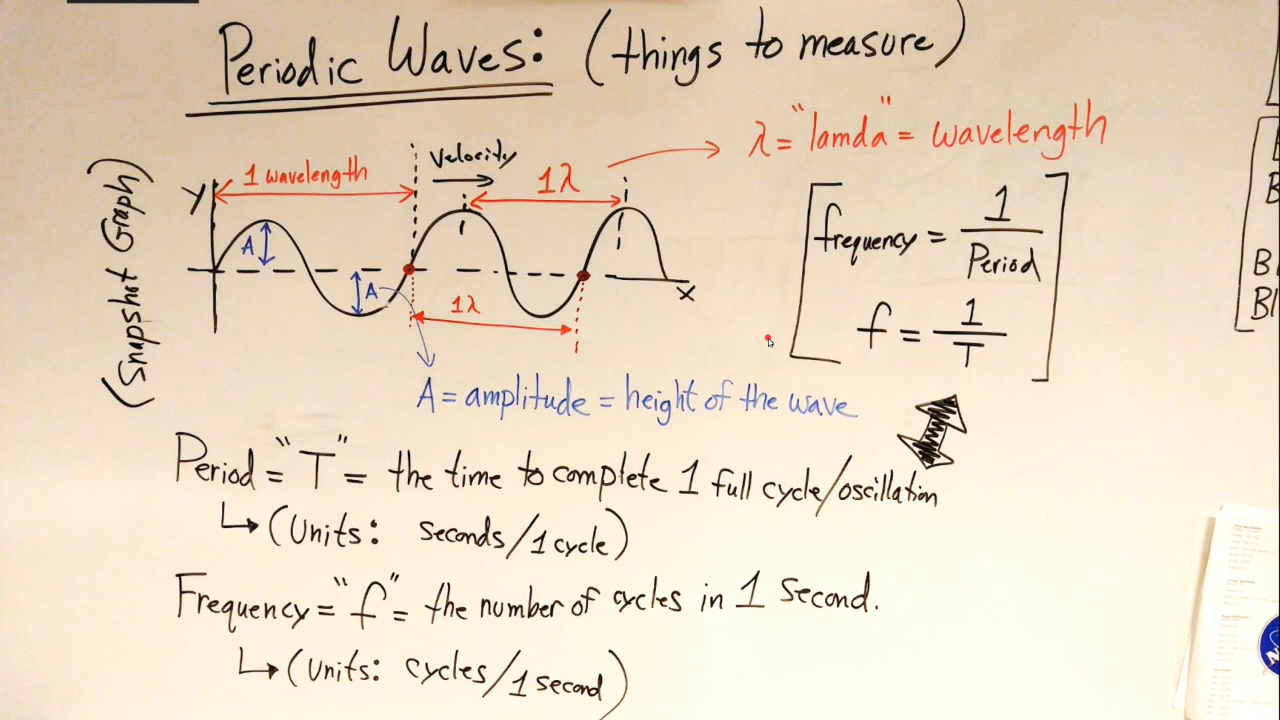 Periodic Waves: (things to measure)
λ = "lamda" = wavelength
(Snapshot Graph)
Y
1 wavelength
Velocity
1λ
A
A
1λ
X
frequency = 1/Period
f = 1/T
A = amplitude = height of the wave
Period = "T" = the time to complete 1 full cycle/oscillation
↳ (Units: seconds/1 cycle)
Frequency = "f" = the number of cycles in 1 second.
↳ (Units: cycles/1 second)